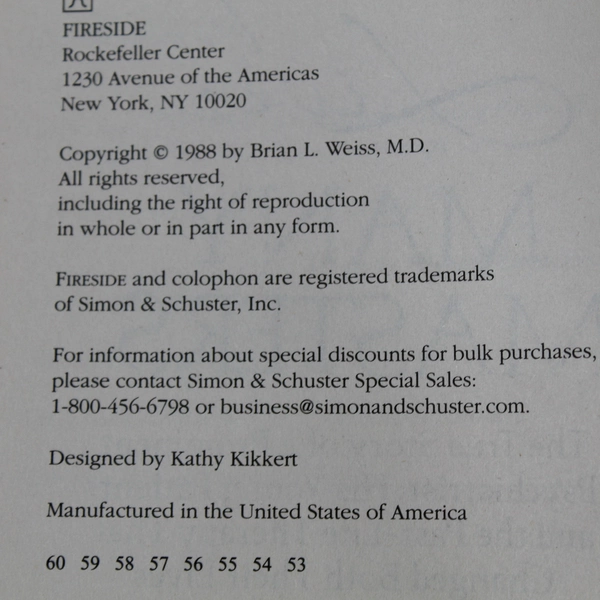 FIRESIDE
Rockefeller Center
1230 Avenue of the Americas
New York, NY 10020
Copyright © 1988 by Brian L. Weiss, M.D.
All rights reserved,
including the right of reproduction
in whole or in part in any form.
FIRESIDE and colophon are registered trademarks
of Simon & Schuster, Inc.
For information about special discounts for bulk purchases,
please contact Simon & Schuster Special Sales:
1-800-456-6798 or business@simonandschuster.com.
Designed by Kathy Kikkert
Manufactured in the United States of America
60 59 58 57 56 55 54 53